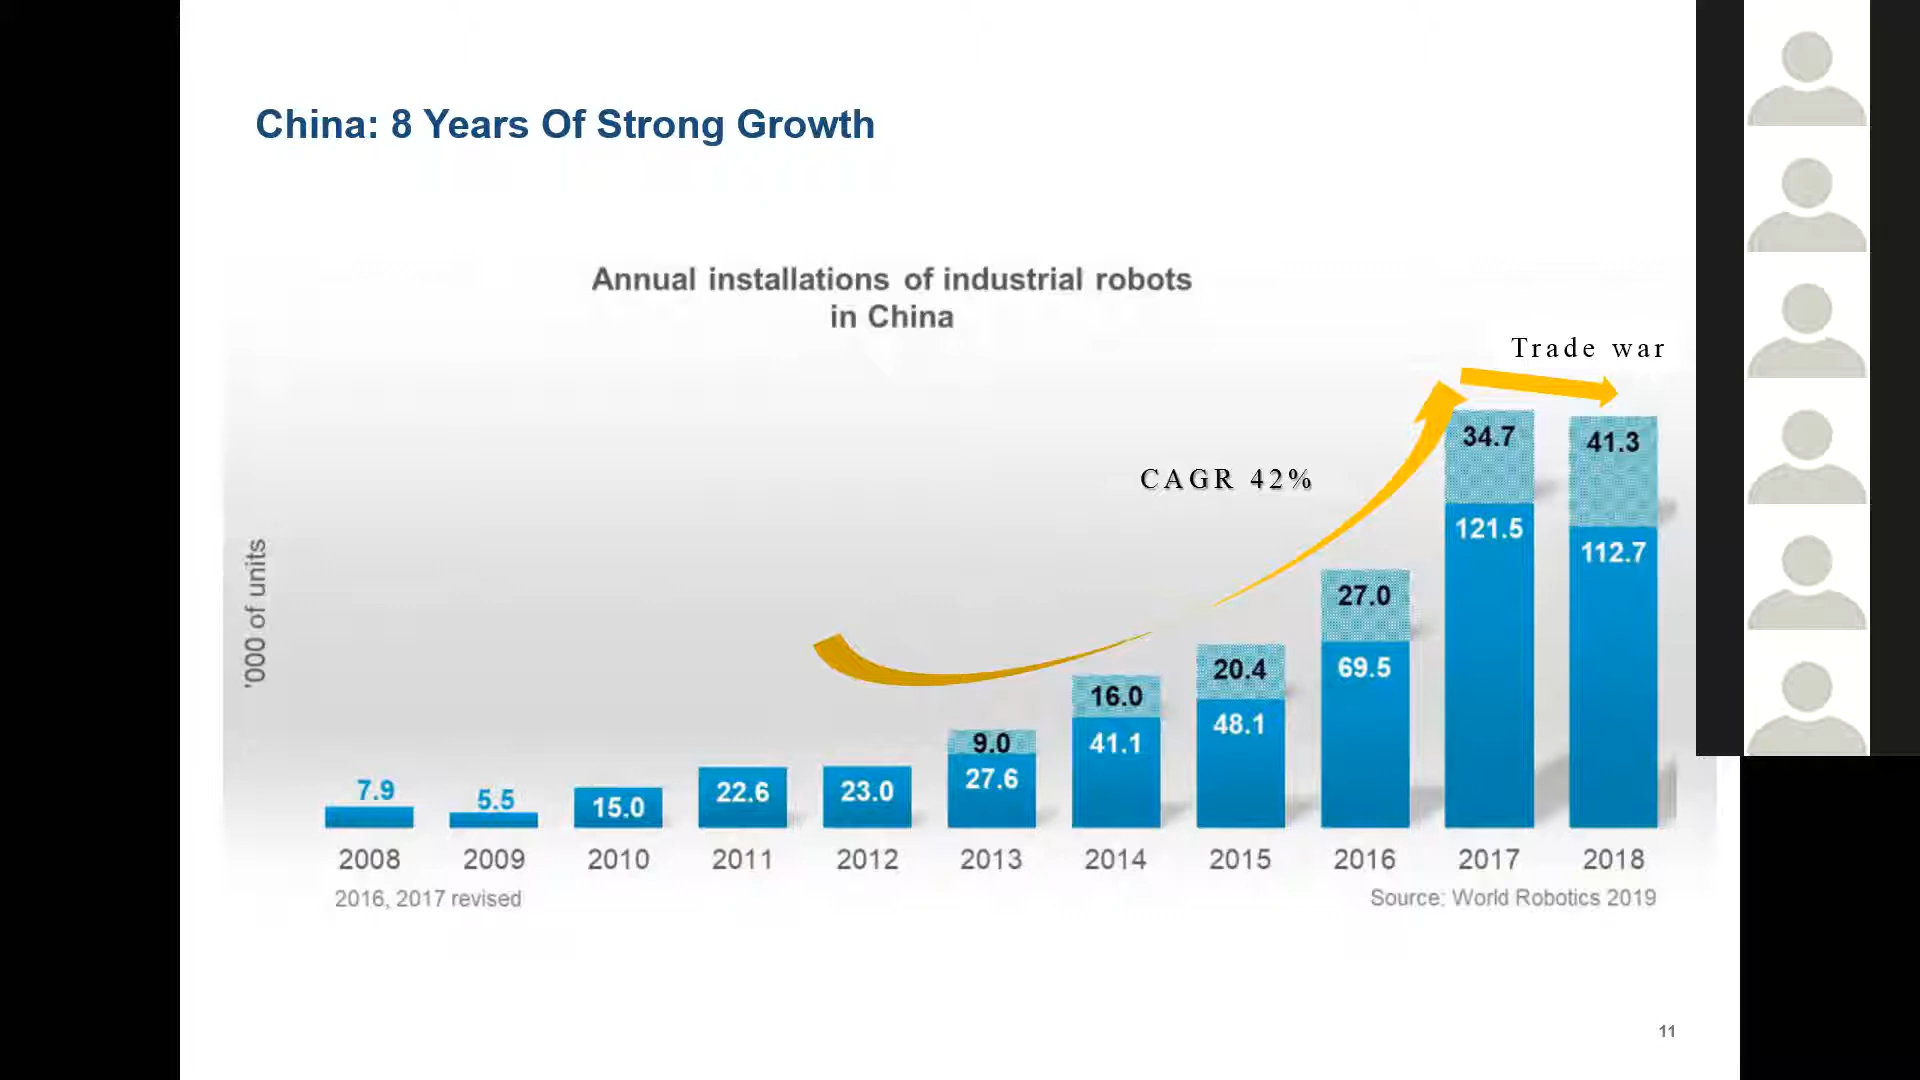 China: 8 Years Of Strong Growth
Annual installations of industrial robots
in China
Trade war
CAGR 42%
'000 of units
34.7
41.3
121.5
112.7
27.0
69.5
20.4
48.1
16.0
41.1
9.0
27.6
7.9
5.5
15.0
22.6
23.0
2008 2009 2010 2011 2012 2013 2014 2015 2016 2017 2018
2016, 2017 revised
Source: World Robotics 2019
11